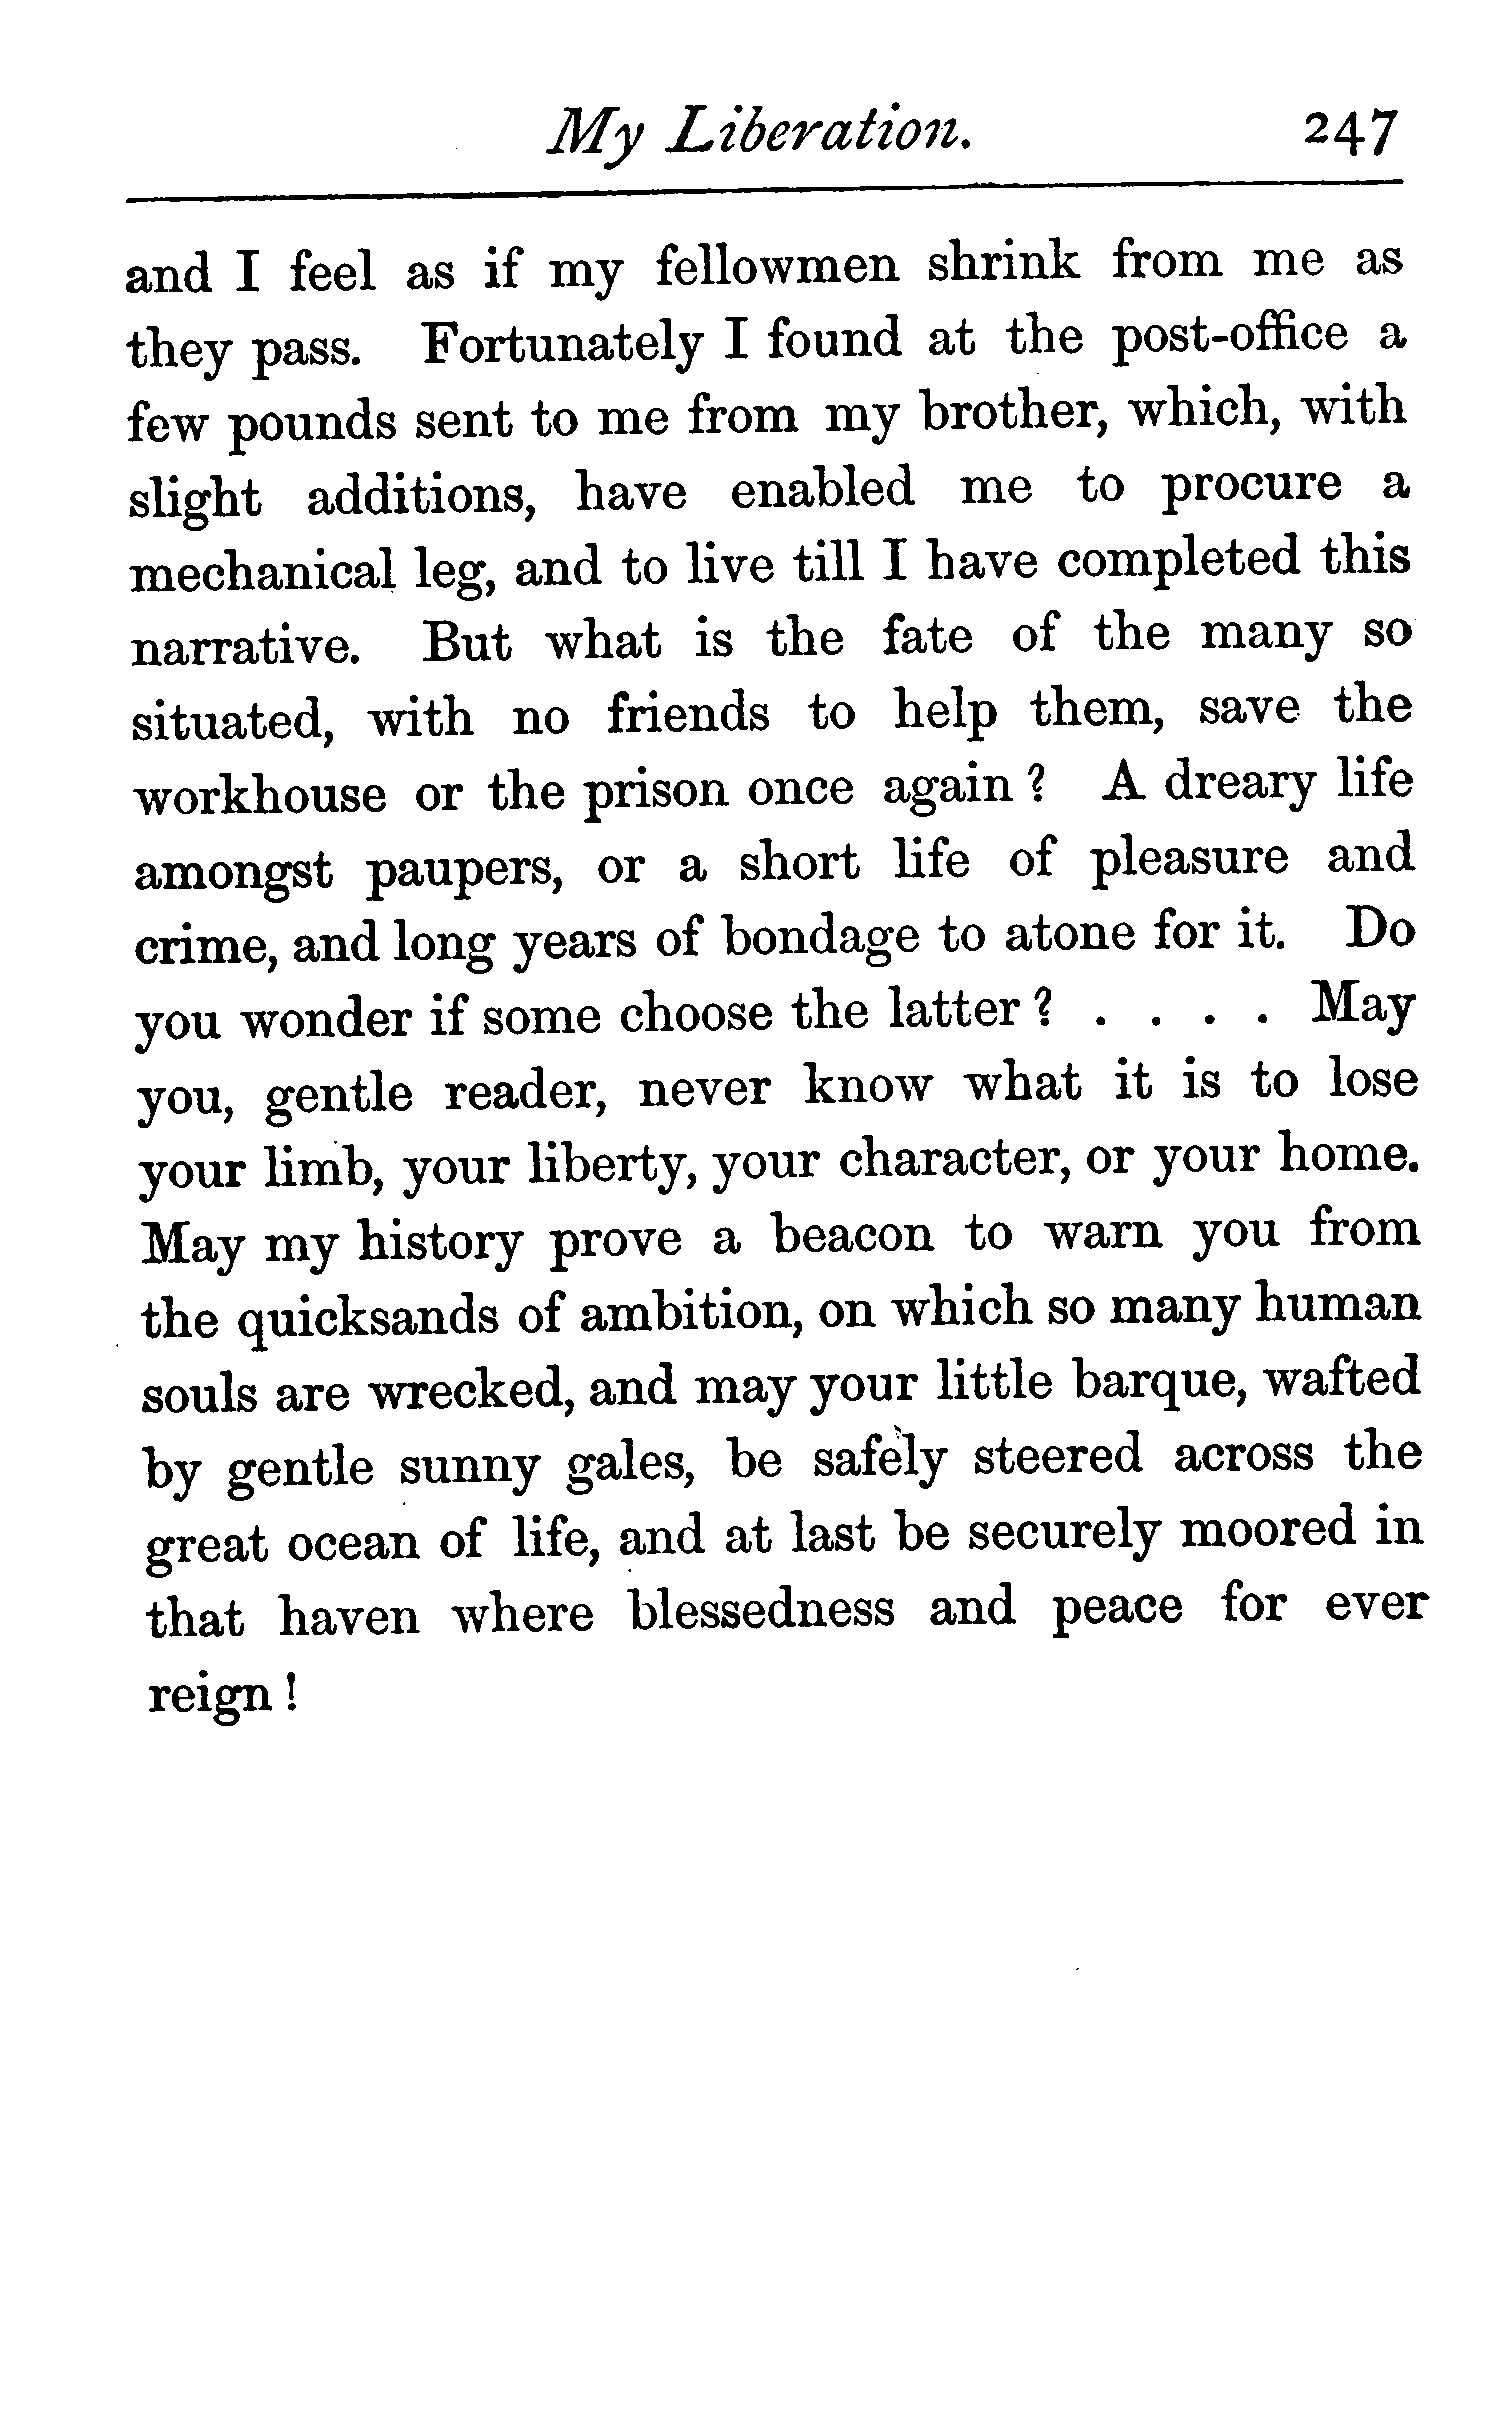 My Liberation. 247
and I feel as if my fellowmen shrink from me as
they pass. Fortunately I found at the post-office a
few pounds sent to me from my brother, which, with
slight additions, have enabled me to procure a
mechanical leg, and to live till I have completed this
narrative. But what is the fate of the many so
situated, with no friends to help them, save the
workhouse or the prison once again ? A dreary life
amongst paupers, or a short life of pleasure and
crime, and long years of bondage to atone for it. Do
you wonder if some choose the latter ? . . . . May
you, gentle reader, never know what it is to lose
your limb, your liberty, your character, or your home.
May my history prove a beacon to warn you from
the quicksands of ambition, on which so many human
souls are wrecked, and may your little barque, wafted
by gentle sunny gales, be safely steered across the
great ocean of life, and at last be securely moored in
that haven where blessedness and peace for ever
reign !